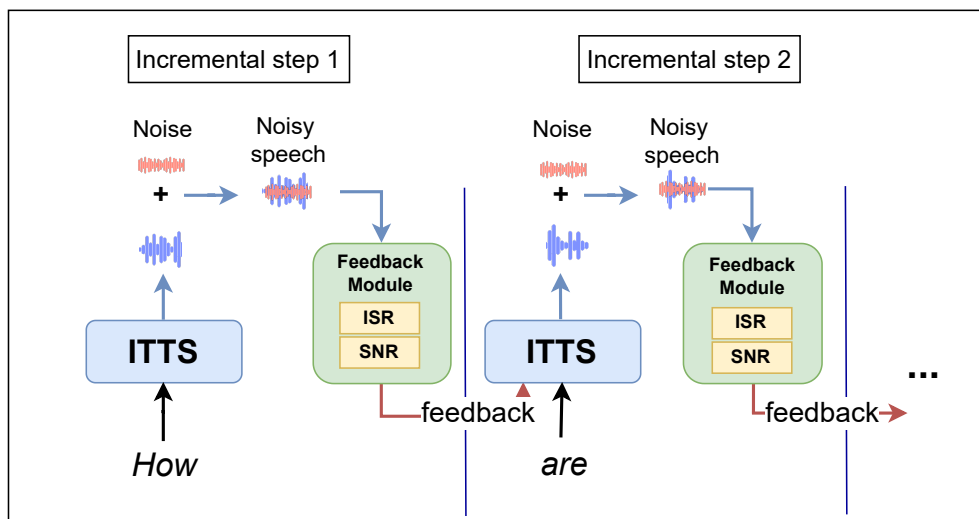 Incremental step 1
Noise
+
Noisy
speech
Feedback
Module
ISR
SNR
ITTS
How
feedback
Incremental step 2
Noise
+
Noisy
speech
Feedback
Module
ISR
SNR
ITTS
are
feedback
...